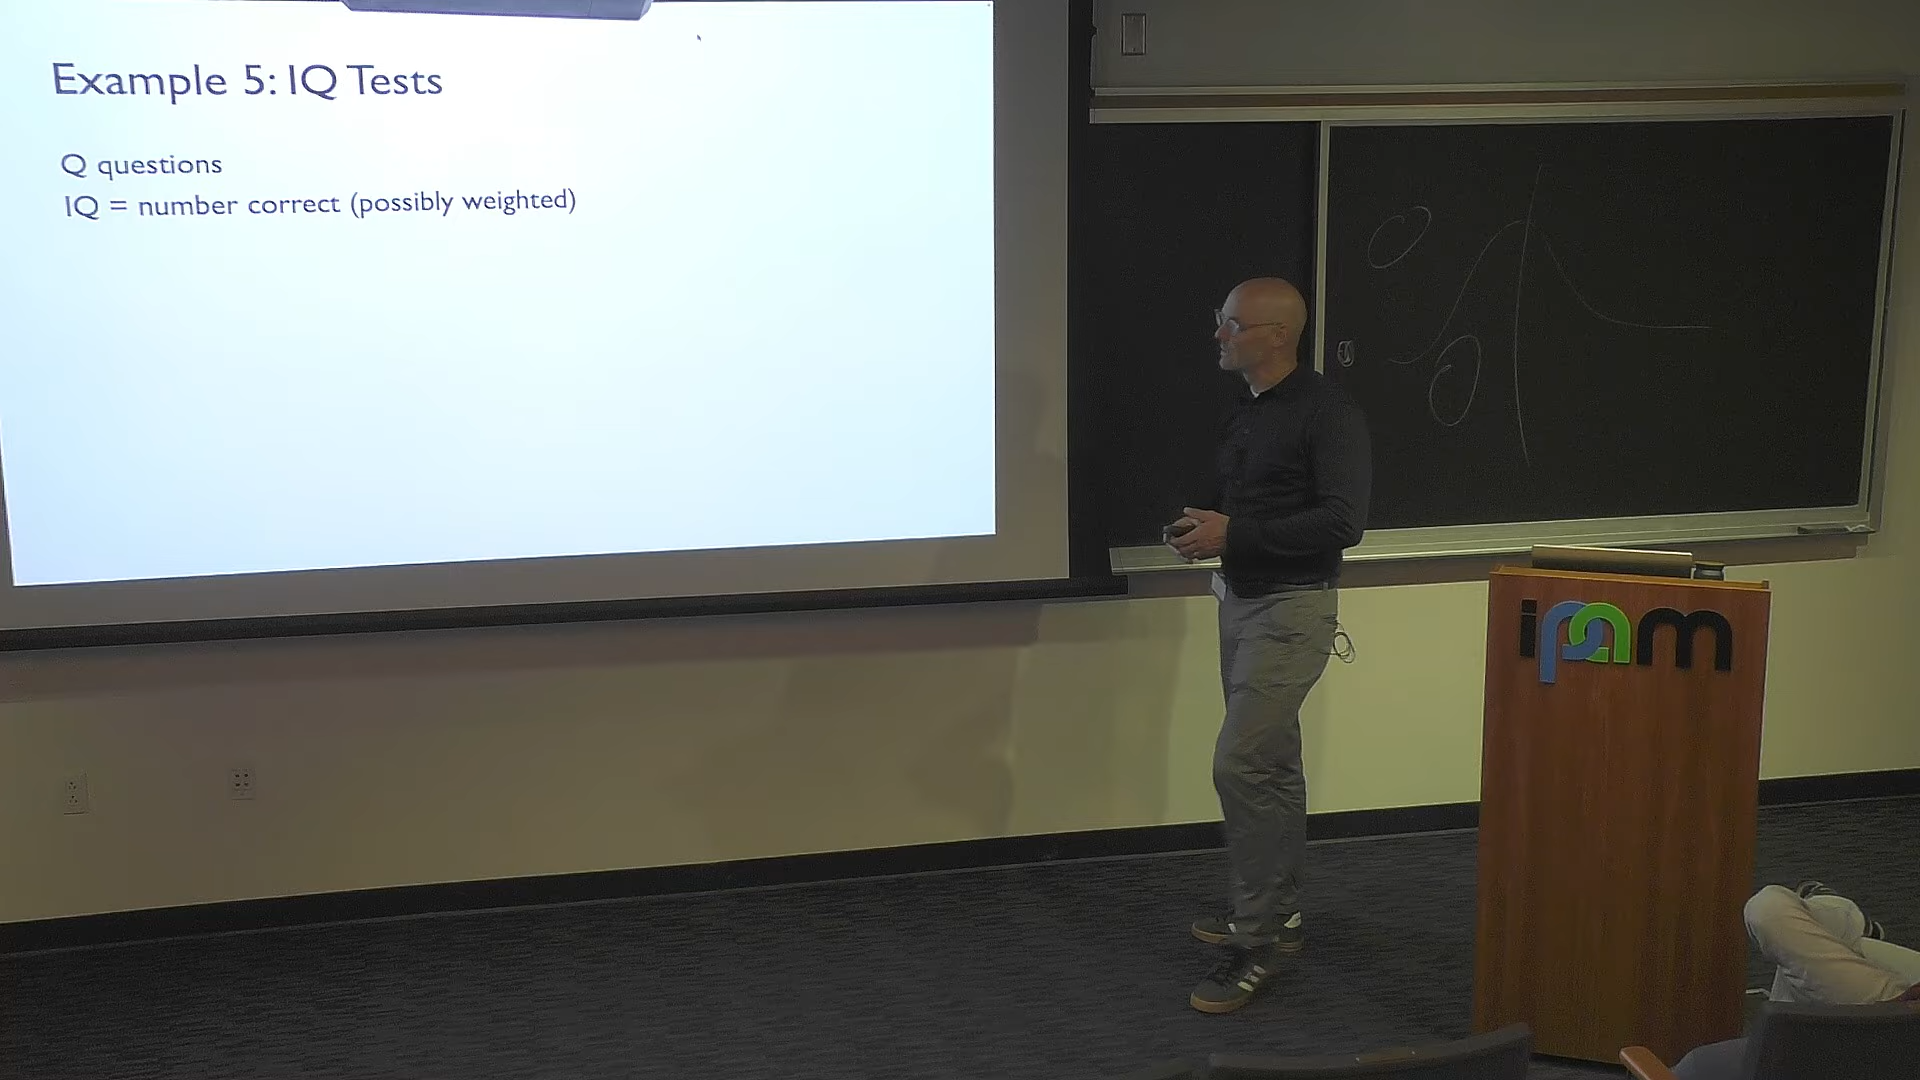 Example 5: IQ Tests
Q questions
IQ = number correct (possibly weighted)
ipam